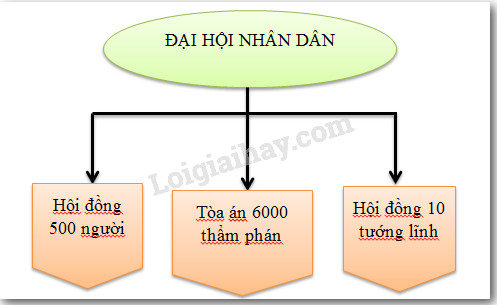 ĐẠI HỘI NHÂN DÂN
Loigiaihay.com
Hội đồng
500 người
Tòa án 6000
thẩm phán
Hội đồng 10
tướng lĩnh